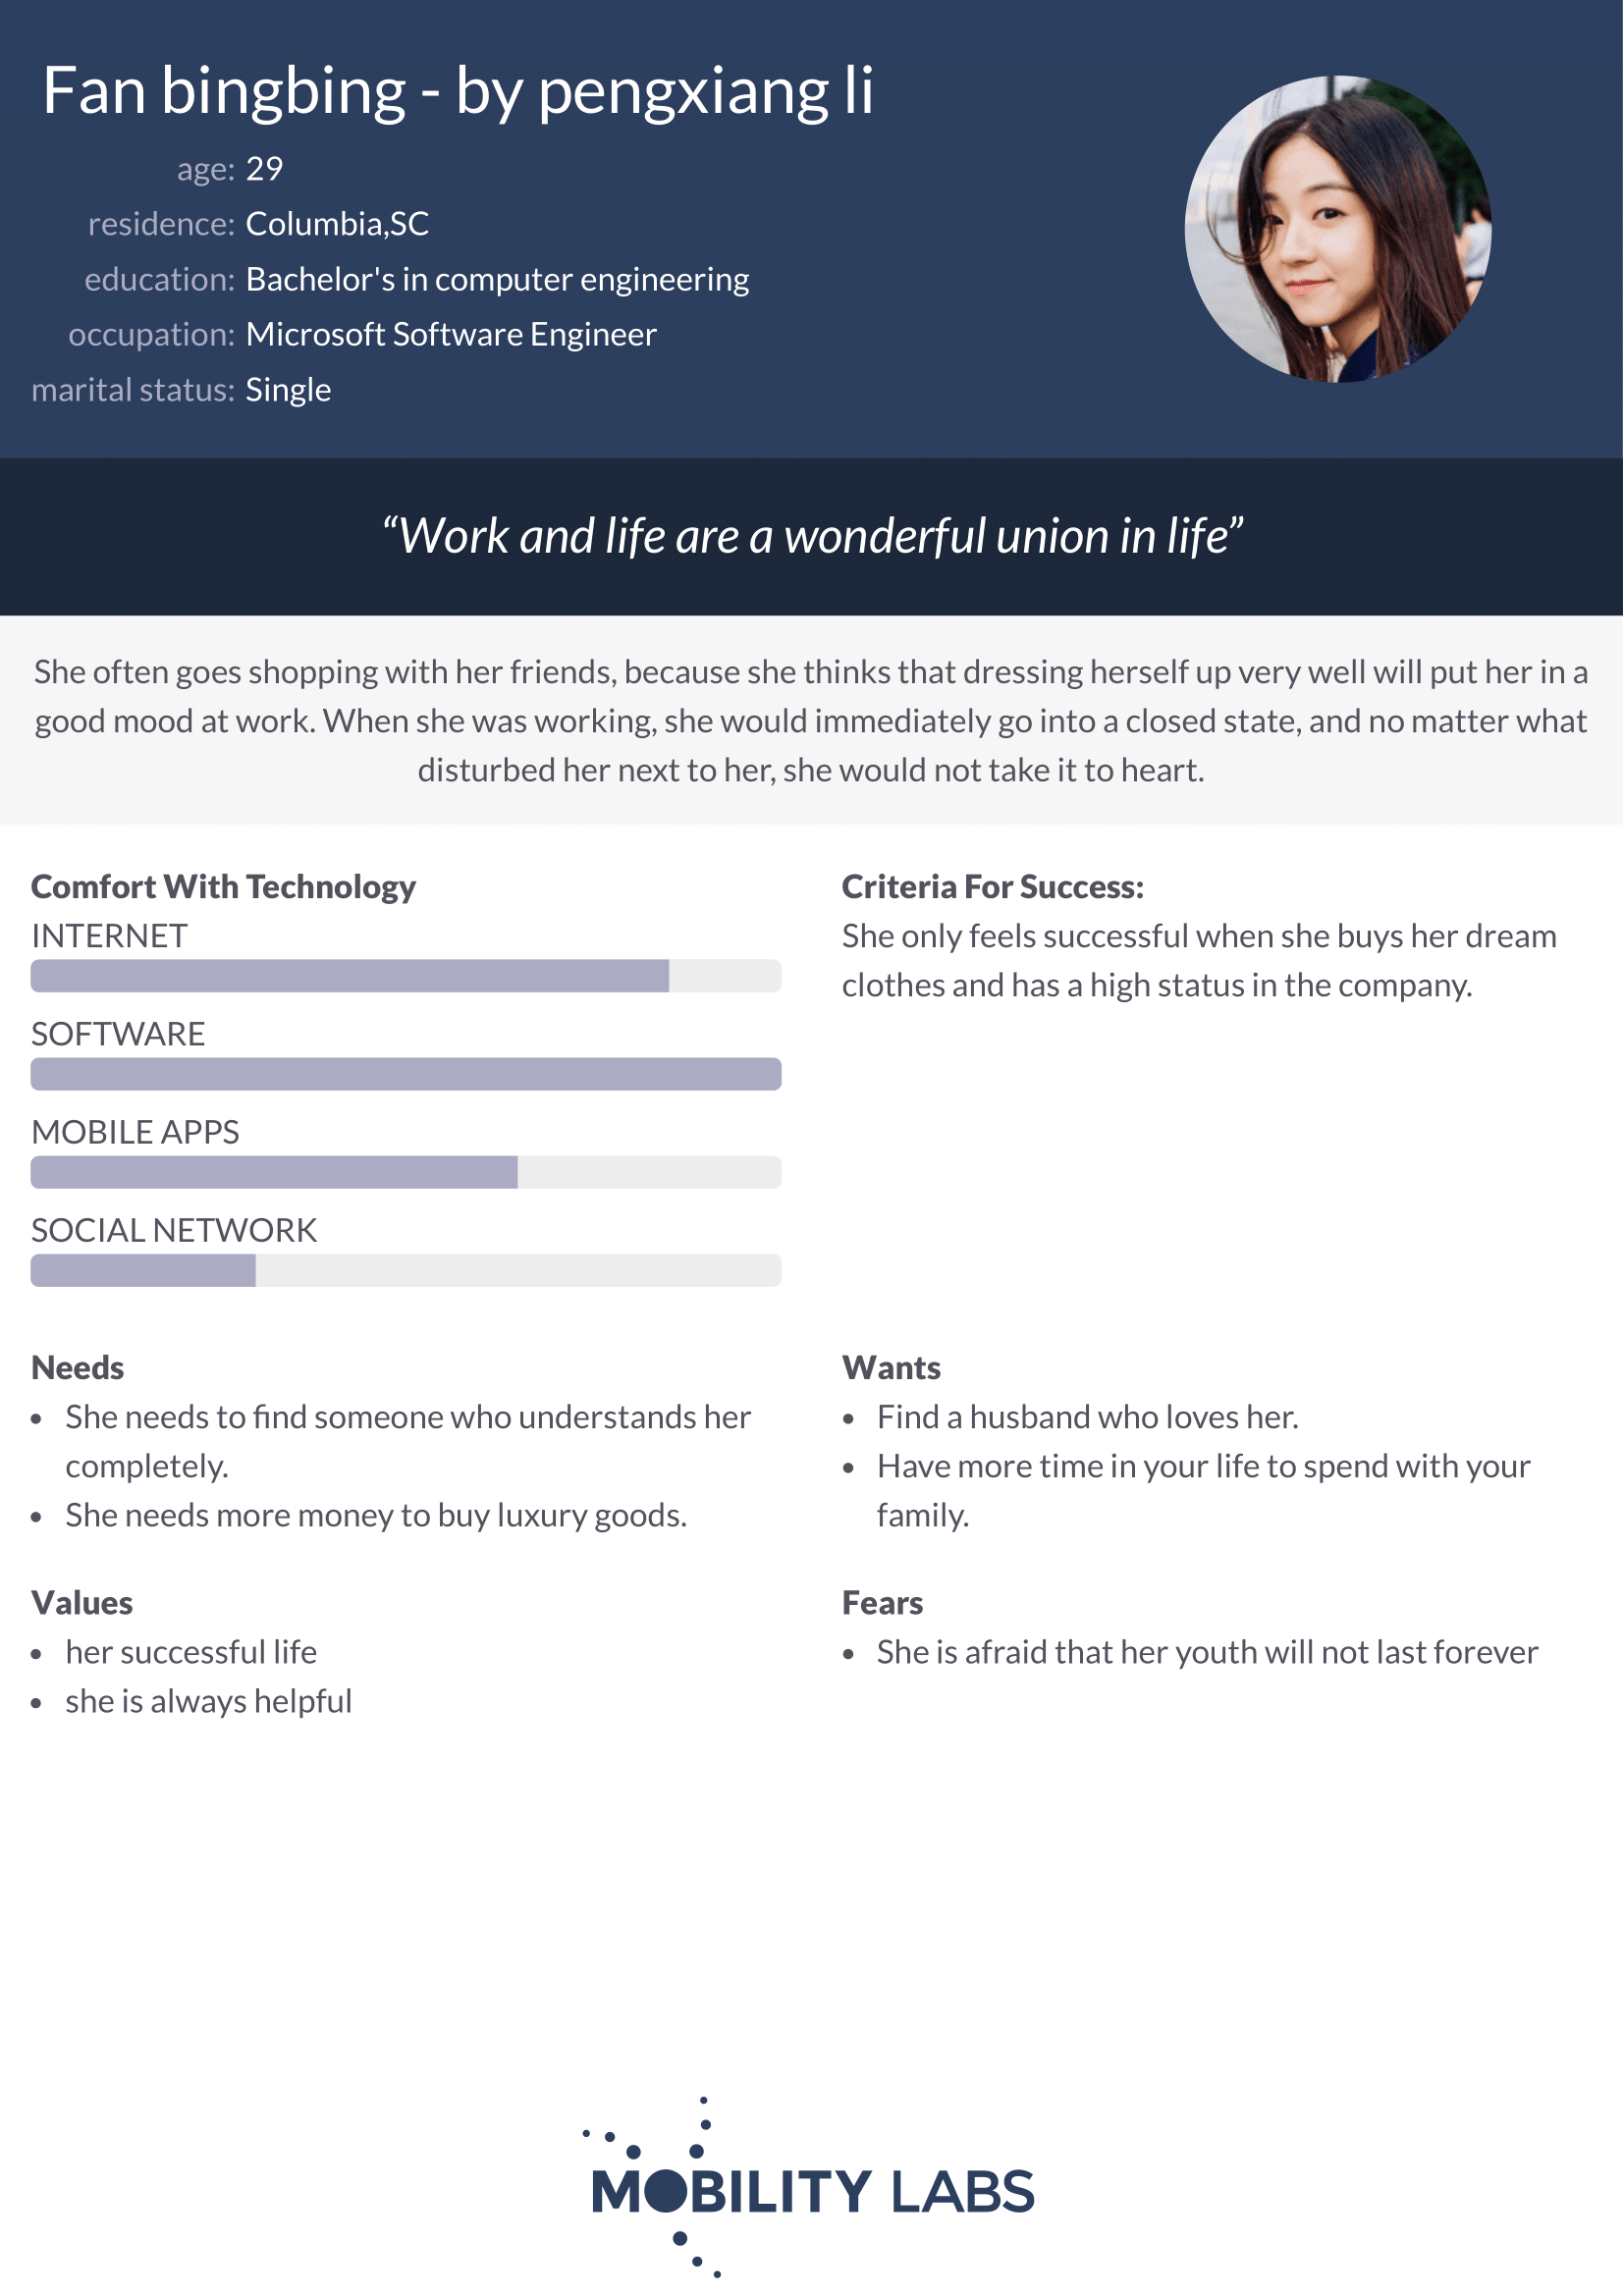 Fan bingbing - by pengxiang li
age: 29
residence: Columbia,SC
education: Bachelor's in computer engineering
occupation: Microsoft Software Engineer
marital status: Single
“Work and life are a wonderful union in life”
She often goes shopping with her friends, because she thinks that dressing herself up very well will put her in a
good mood at work. When she was working, she would immediately go into a closed state, and no matter what
disturbed her next to her, she would not take it to heart.
Comfort With Technology
INTERNET
SOFTWARE
MOBILE APPS
SOCIAL NETWORK
Criteria For Success:
She only feels successful when she buys her dream
clothes and has a high status in the company.
Needs
• She needs to find someone who understands her
completely.
• She needs more money to buy luxury goods.
Wants
• Find a husband who loves her.
• Have more time in your life to spend with your
family.
Values
• her successful life
• she is always helpful
Fears
• She is afraid that her youth will not last forever
MOBILITY LABS